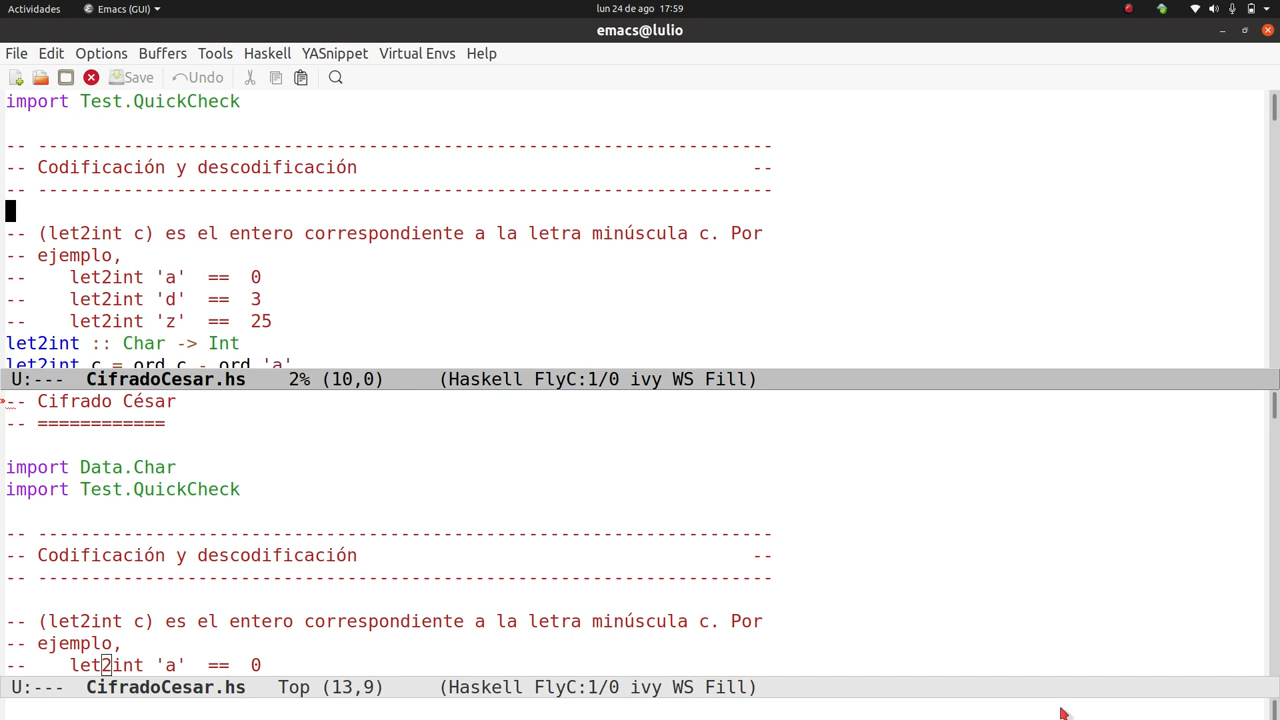 Actividades Emacs (GUI) lun 24 de ago 17:59
emacs@lulio
File Edit Options Buffers Tools Haskell YASnippet Virtual Envs Help
Save Undo
import Test.QuickCheck
-- ---------------------------------------------------------------------
-- Codificación y descodificación --
-- ---------------------------------------------------------------------
-- (let2int c) es el entero correspondiente a la letra minúscula c. Por
-- ejemplo,
-- let2int 'a' == 0
-- let2int 'd' == 3
-- let2int 'z' == 25
let2int :: Char -> Int
let2int c = ord c - ord 'a'
U:--- CifradoCesar.hs 2% (10,0) (Haskell FlyC:1/0 ivy WS Fill)
-- Cifrado César
-- ============
import Data.Char
import Test.QuickCheck
-- ---------------------------------------------------------------------
-- Codificación y descodificación --
-- ---------------------------------------------------------------------
-- (let2int c) es el entero correspondiente a la letra minúscula c. Por
-- ejemplo,
-- let2int 'a' == 0
U:--- CifradoCesar.hs Top (13,9) (Haskell FlyC:1/0 ivy WS Fill)